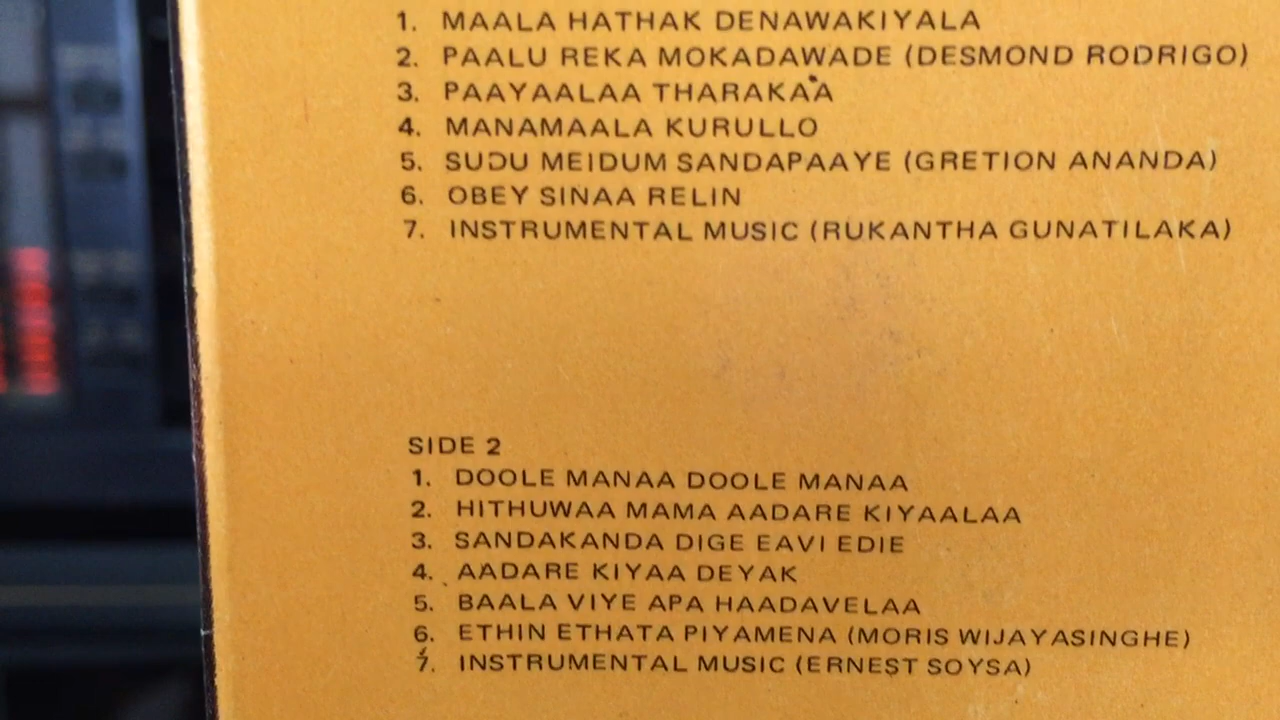 1. MAALA HATHAK DENAWAKIYALA
2. PAALU REKA MOKADAWADE (DESMOND RODRIGO)
3. PAAYAALAA THARAKAA
4. MANAMAALA KURULLO
5. SUDU MEIDUM SANDAPAAYE (GRETION ANANDA)
6. OBEY SINAA RELIN
7. INSTRUMENTAL MUSIC (RUKANTHA GUNATILAKA)
SIDE 2
1. DOOLE MANAA DOOLE MANAA
2. HITHUWAA MAMA AADARE KIYAALAA
3. SANDAKANDA DIGE EAVI EDIE
4. AADARE KIYAA DEYAK
5. BAALA VIYE APA HAADAVELAA
6. ETHIN ETHATA PIYAMENA (MORIS WIJAYASINGHE)
7. INSTRUMENTAL MUSIC (ERNEST SOYSA)